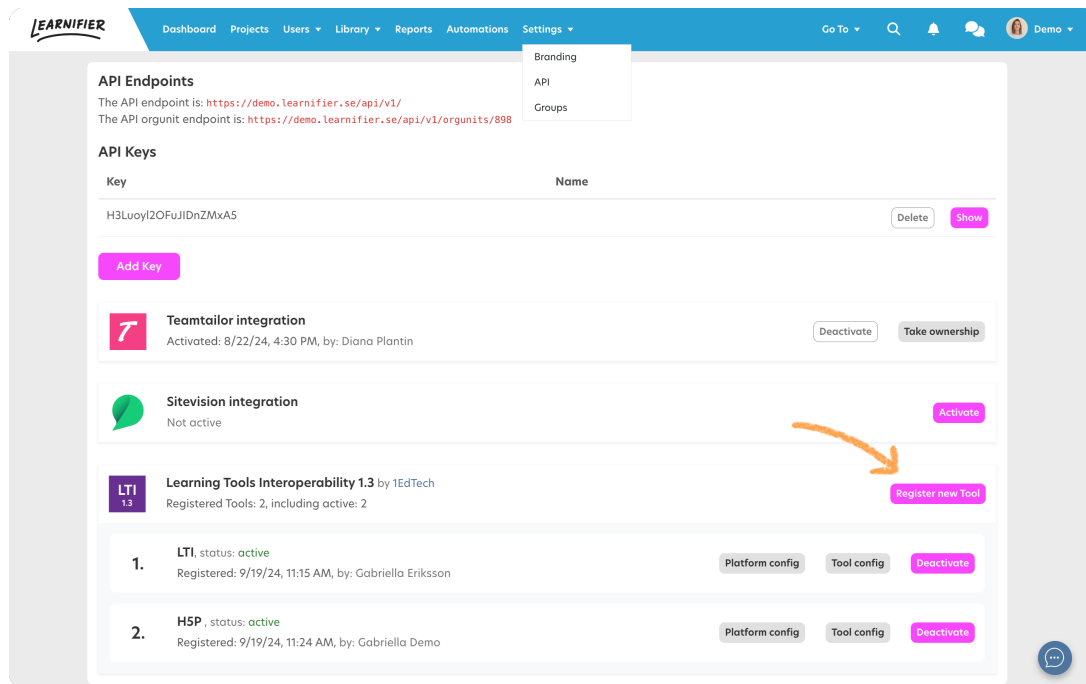 LEARNIFIER
Dashboard Projects Users Library Reports Automations Settings Go To Demo
Branding
API
Groups
API Endpoints
The API endpoint is: https://demo.learnifier.se/api/v1/
The API orgunit endpoint is: https://demo.learnifier.se/api/v1/orgunits/898
API Keys
Key Name
H3Luoyl2OFuJIDnZMxA5 Delete Show
Add Key
Teamtailor integration
Activated: 8/22/24, 4:30 PM, by: Diana Plantin
Deactivate Take ownership
Sitevision integration
Not active
Activate
LTI
1.3
Learning Tools Interoperability 1.3 by 1EdTech
Registered Tools: 2, including active: 2
Register new Tool
1.
LTI, status: active
Registered: 9/19/24, 11:15 AM, by: Gabriella Eriksson
Platform config Tool config Deactivate
2.
H5P , status: active
Registered: 9/19/24, 11:24 AM, by: Gabriella Demo
Platform config Tool config Deactivate